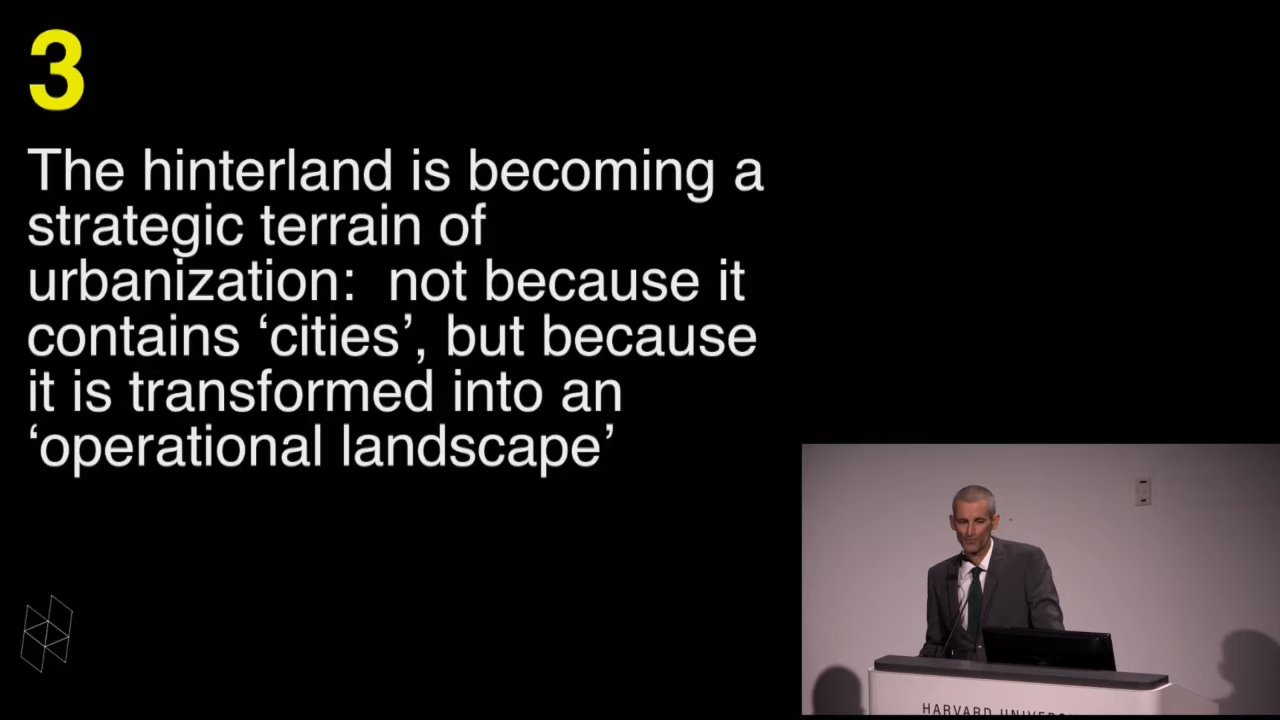 3
The hinterland is becoming a
strategic terrain of
urbanization:  not because it
contains ‘cities’, but because
it is transformed into an
‘operational landscape’
HARVARD